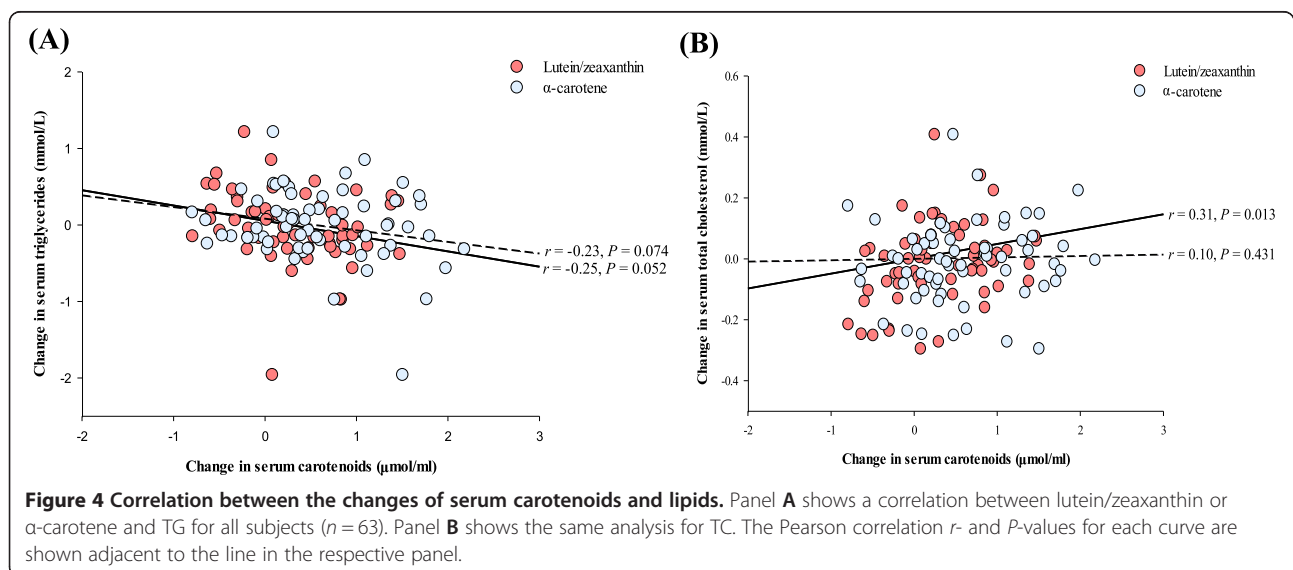 (A)
Lutein/zeaxanthin
α-carotene
Change in serum triglycerides (mmol/L)
2
1
0
-1
-2
r = -0.23, P = 0.074
r = -0.25, P = 0.052
-2 -1 0 1 2 3
Change in serum carotenoids (μmol/ml)
(B)
Lutein/zeaxanthin
α-carotene
Change in serum total cholesterol (mmol/L)
0.6
0.4
0.2
0.0
-0.2
-0.4
r = 0.31, P = 0.013
r = 0.10, P = 0.431
-2 -1 0 1 2 3
Change in serum carotenoids (μmol/ml)
Figure 4 Correlation between the changes of serum carotenoids and lipids. Panel A shows a correlation between lutein/zeaxanthin or
α-carotene and TG for all subjects (n = 63). Panel B shows the same analysis for TC. The Pearson correlation r- and P-values for each curve are
shown adjacent to the line in the respective panel.